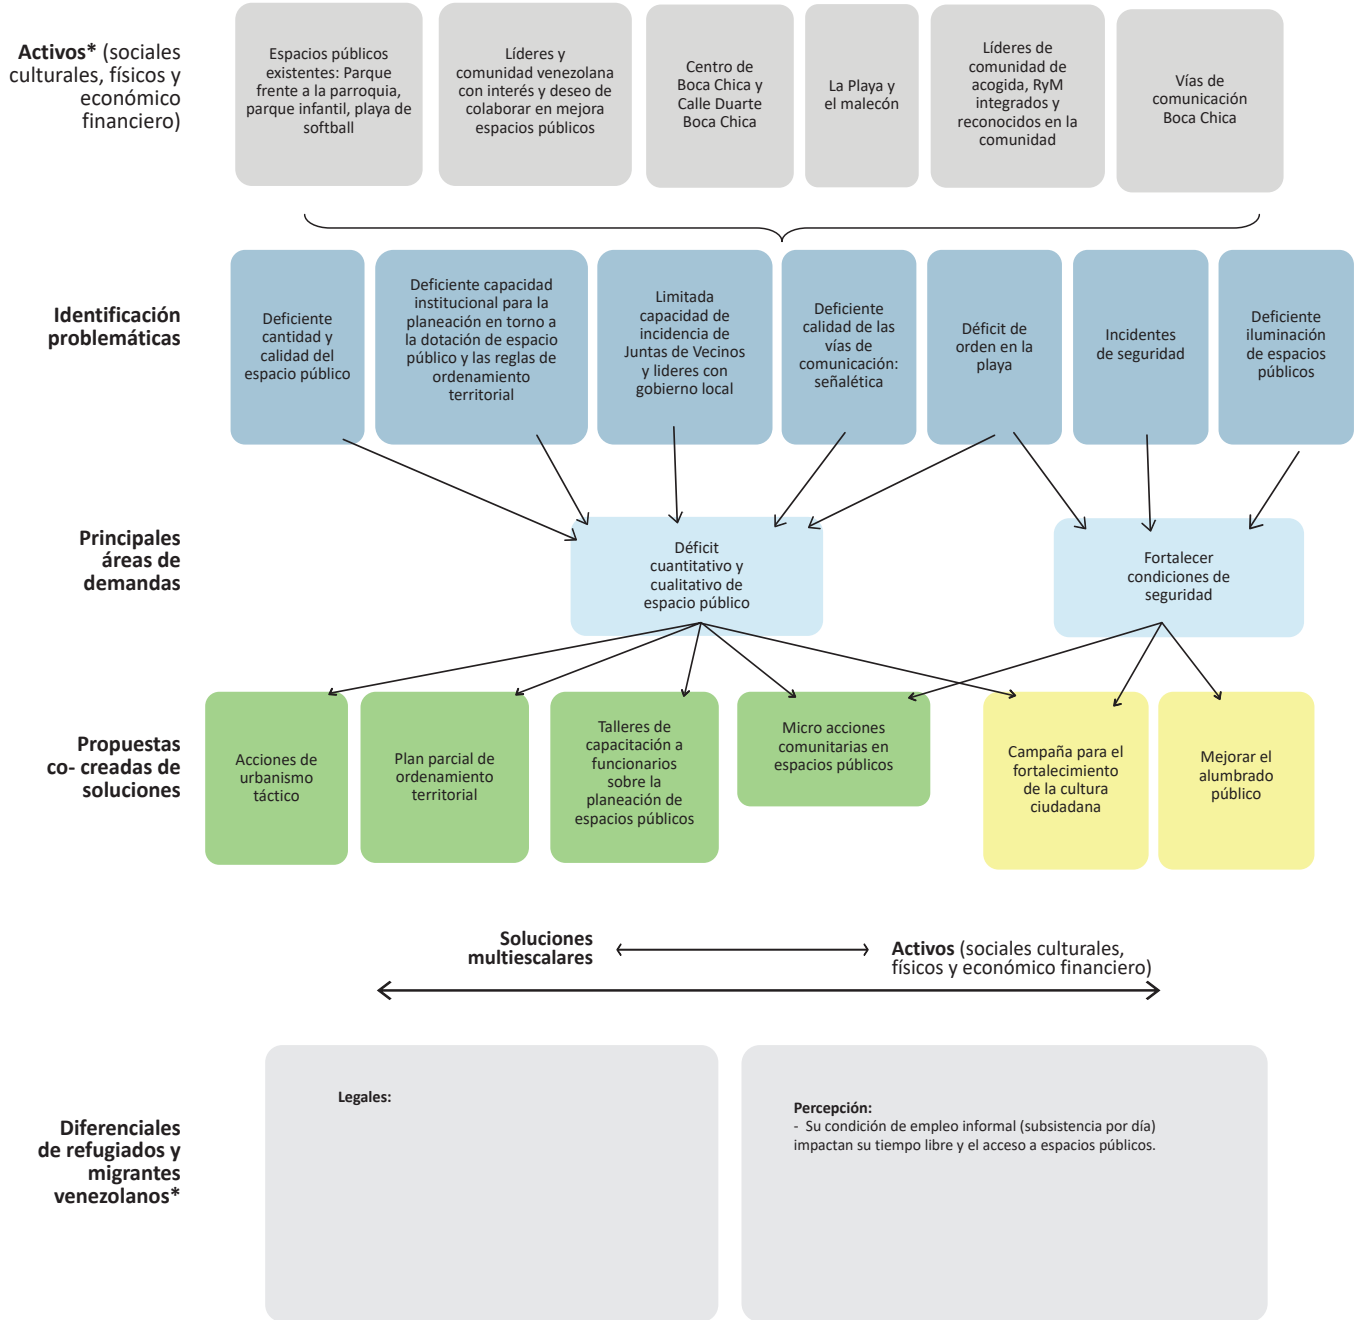 Activos* (sociales
culturales, físicos y
económico
financiero)
Espacios públicos
existentes: Parque
frente a la parroquia,
parque infantil, playa de
softball
Líderes y
comunidad venezolana
con interés y deseo de
colaborar en mejora
espacios públicos
Centro de
Boca Chica y
Calle Duarte
Boca Chica
La Playa y
el malecón
Líderes de
comunidad de
acogida, RyM
integrados y
reconocidos en la
comunidad
Vías de
comunicación
Boca Chica
Identificación
problemáticas
Deficiente
cantidad y
calidad del
espacio público
Deficiente capacidad
institucional para la
planeación en torno a
la dotación de espacio
público y las reglas de
ordenamiento
territorial
Limitada
capacidad de
incidencia de
Juntas de Vecinos
y lideres con
gobierno local
Deficiente
calidad de las
vías de
comunicación:
señalética
Déficit de
orden en la
playa
Incidentes
de seguridad
Deficiente
iluminación
de espacios
públicos
Principales
áreas de
demandas
Déficit
cuantitativo y
cualitativo de
espacio público
Fortalecer
condiciones de
seguridad
Propuestas
co- creadas de
soluciones
Acciones de
urbanismo
táctico
Plan parcial de
ordenamiento
territorial
Talleres de
capacitación a
funcionarios
sobre la
planeación de
espacios públicos
Micro acciones
comunitarias en
espacios públicos
Campaña para el
fortalecimiento
de la cultura
ciudadana
Mejorar el
alumbrado
público
Soluciones
multiescalares
Activos (sociales culturales,
físicos y económico financiero)
Diferenciales
de refugiados y
migrantes
venezolanos*
Legales:
Percepción:
- Su condición de empleo informal (subsistencia por día)
impactan su tiempo libre y el acceso a espacios públicos.